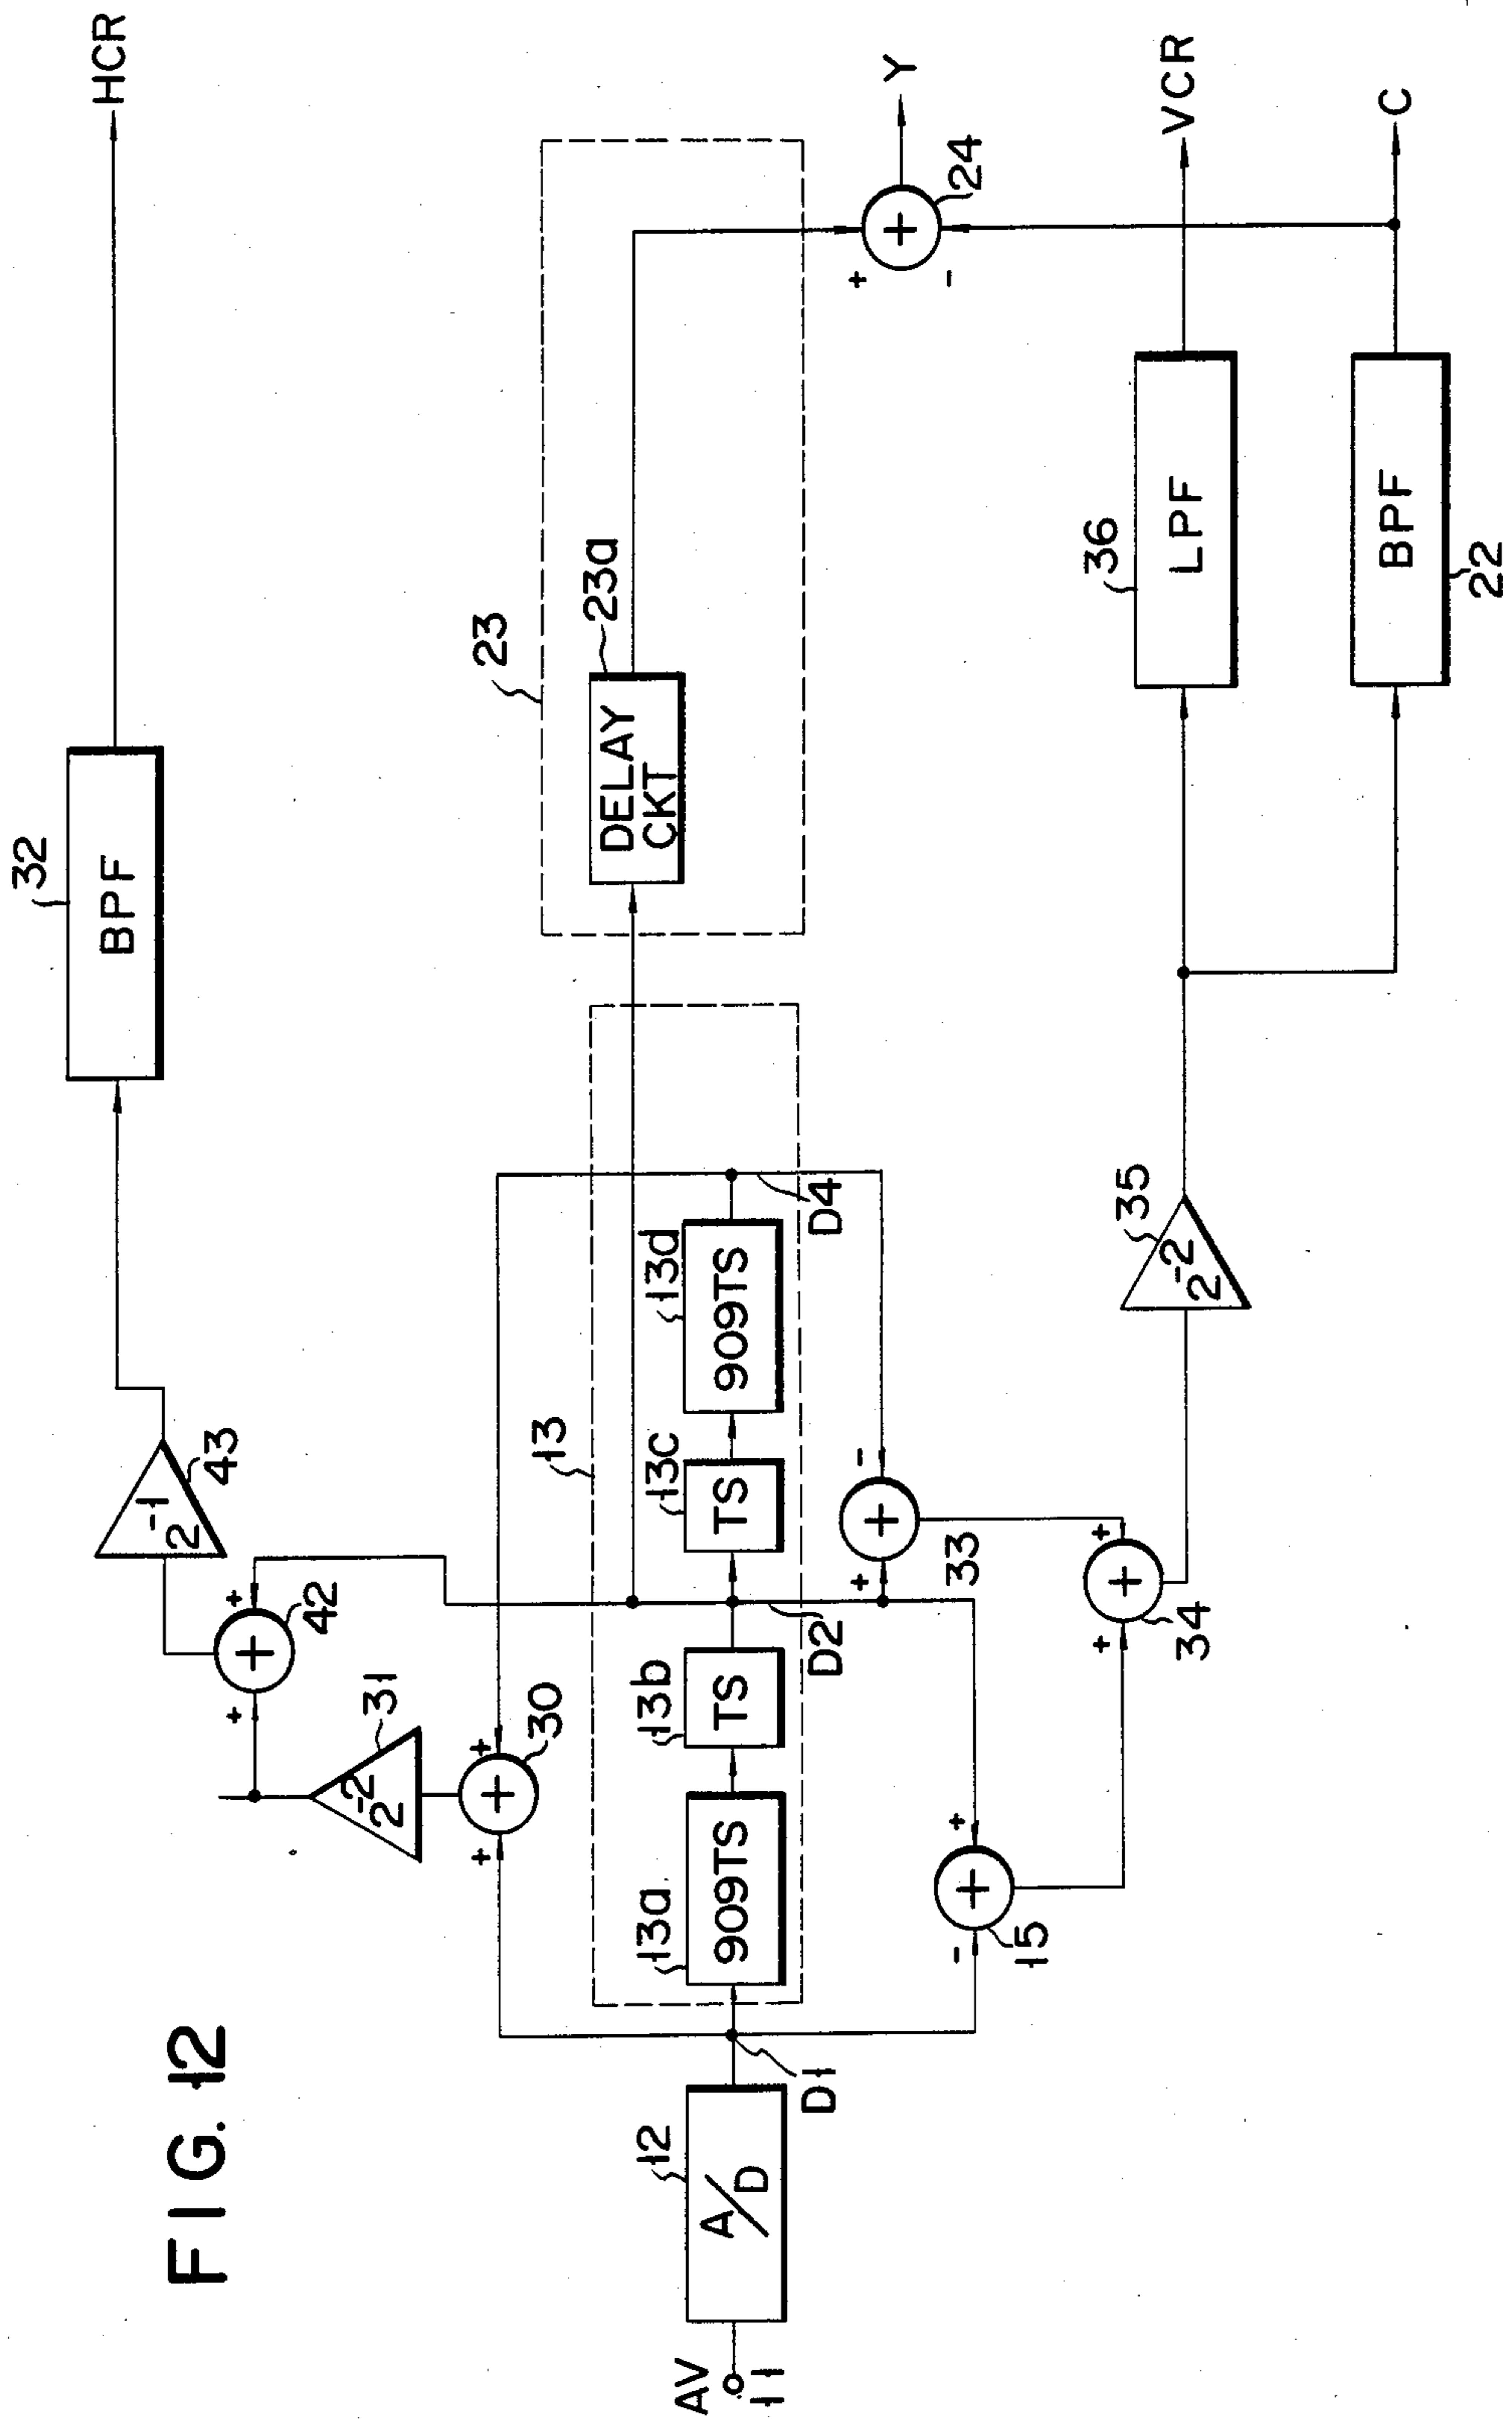 FIG. 12
AV
11
12
A/D
D1
13
13a
909TS
13b
TS
D2
13c
TS
13d
909TS
D4
+
+
+
30
2⁻²
31
+
+
+
42
2⁻¹
43
32
BPF
HCR
23
23a
DELAY
CKT
+
-
+
24
Y
-
+
+
15
+
-
+
33
+
+
+
34
2⁻²
35
36
LPF
VCR
BPF
22
C